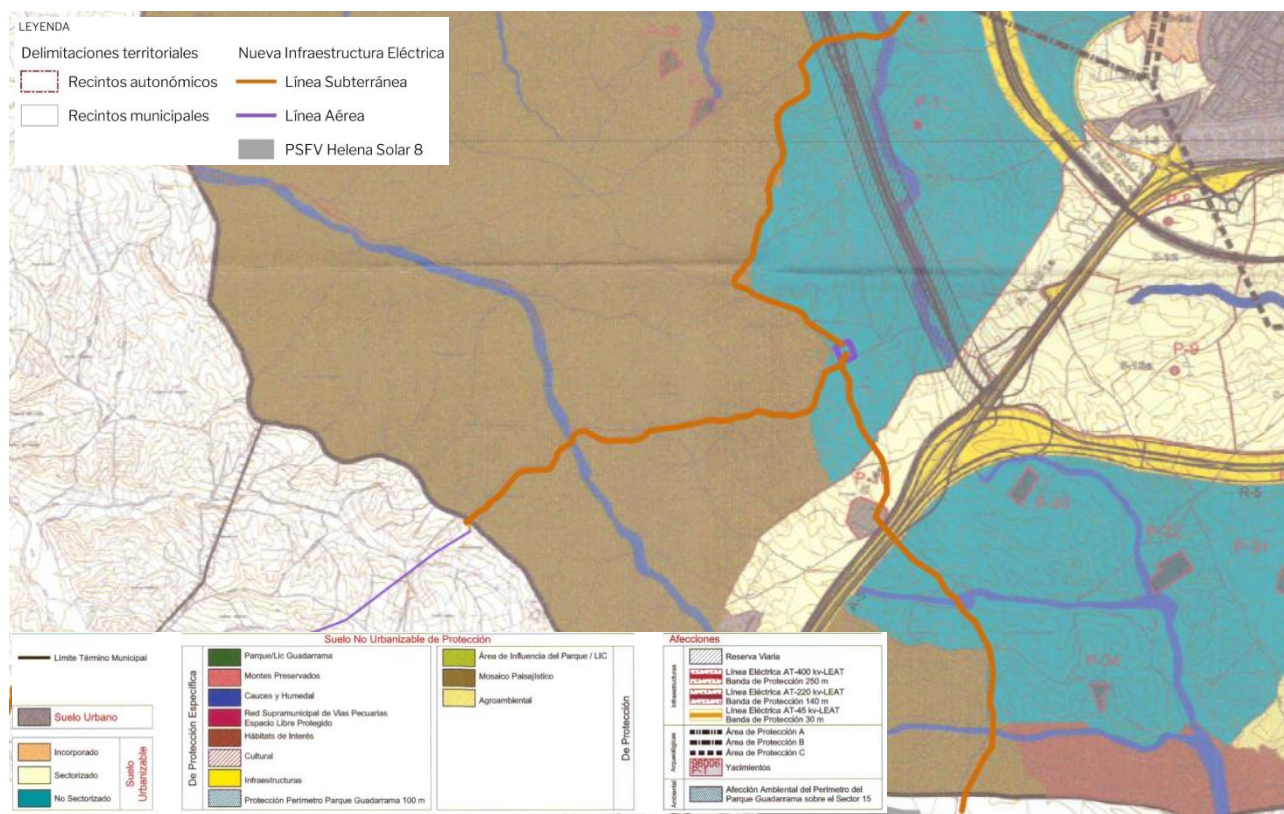 LEYENDA
Delimitaciones territoriales
Recintos autonómicos
Recintos municipales
Nueva Infraestructura Eléctrica
Línea Subterránea
Línea Aérea
PSFV Helena Solar 8
P-9
R-5
P-33
P-32
P-31
P-34
Límite Término Municipal
Suelo Urbano
Incorporado
Sectorizado
No Sectorizado
Suelo
Urbanizable
Suelo No Urbanizable de Protección
De Protección Específica
Parque/Lic Guadarrama
Montes Preservados
Cauces y Humedal
Red Supramunicipal de Vías Pecuarias
Espacio Libre Protegido
Hábitats de Interés
Cultural
Infraestructuras
Protección Perímetro Parque Guadarrama 100 m
Área de Influencia del Parque / LIC
Mosaico Paisajístico
Agroambiental
De Protección
Afecciones
Infraestructuras
Reserva Viaria
Línea Eléctrica AT-400 kv-LEAT
Banda de Protección 250 m
Línea Eléctrica AT-220 kv-LEAT
Banda de Protección 140 m
Línea Eléctrica AT-45 kv-LEAT
Banda de Protección 30 m
Arqueológicas
Área de Protección A
Área de Protección B
Área de Protección C
96006
P-1
Yacimientos
Ambiental
Afección Ambiental del Perímetro del
Parque Guadarrama sobre el Sector 15